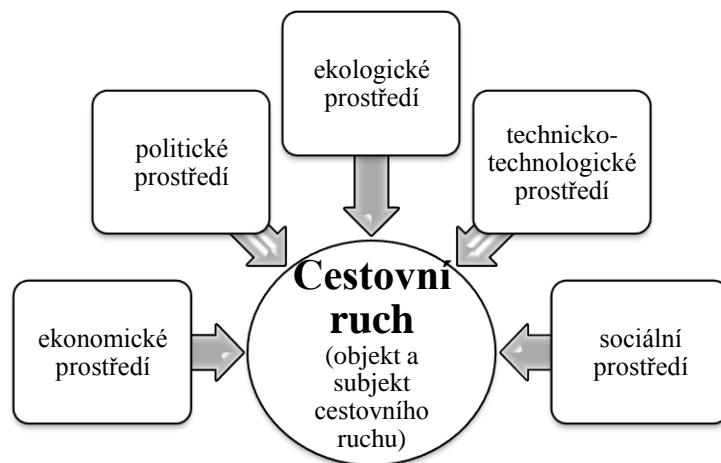 ekologické
prostředí
politické
prostředí
technicko-
technologické
prostředí
Cestovní
ruch
(objekt a
subjekt
cestovního
ruchu)
ekonomické
prostředí
sociální
prostředí